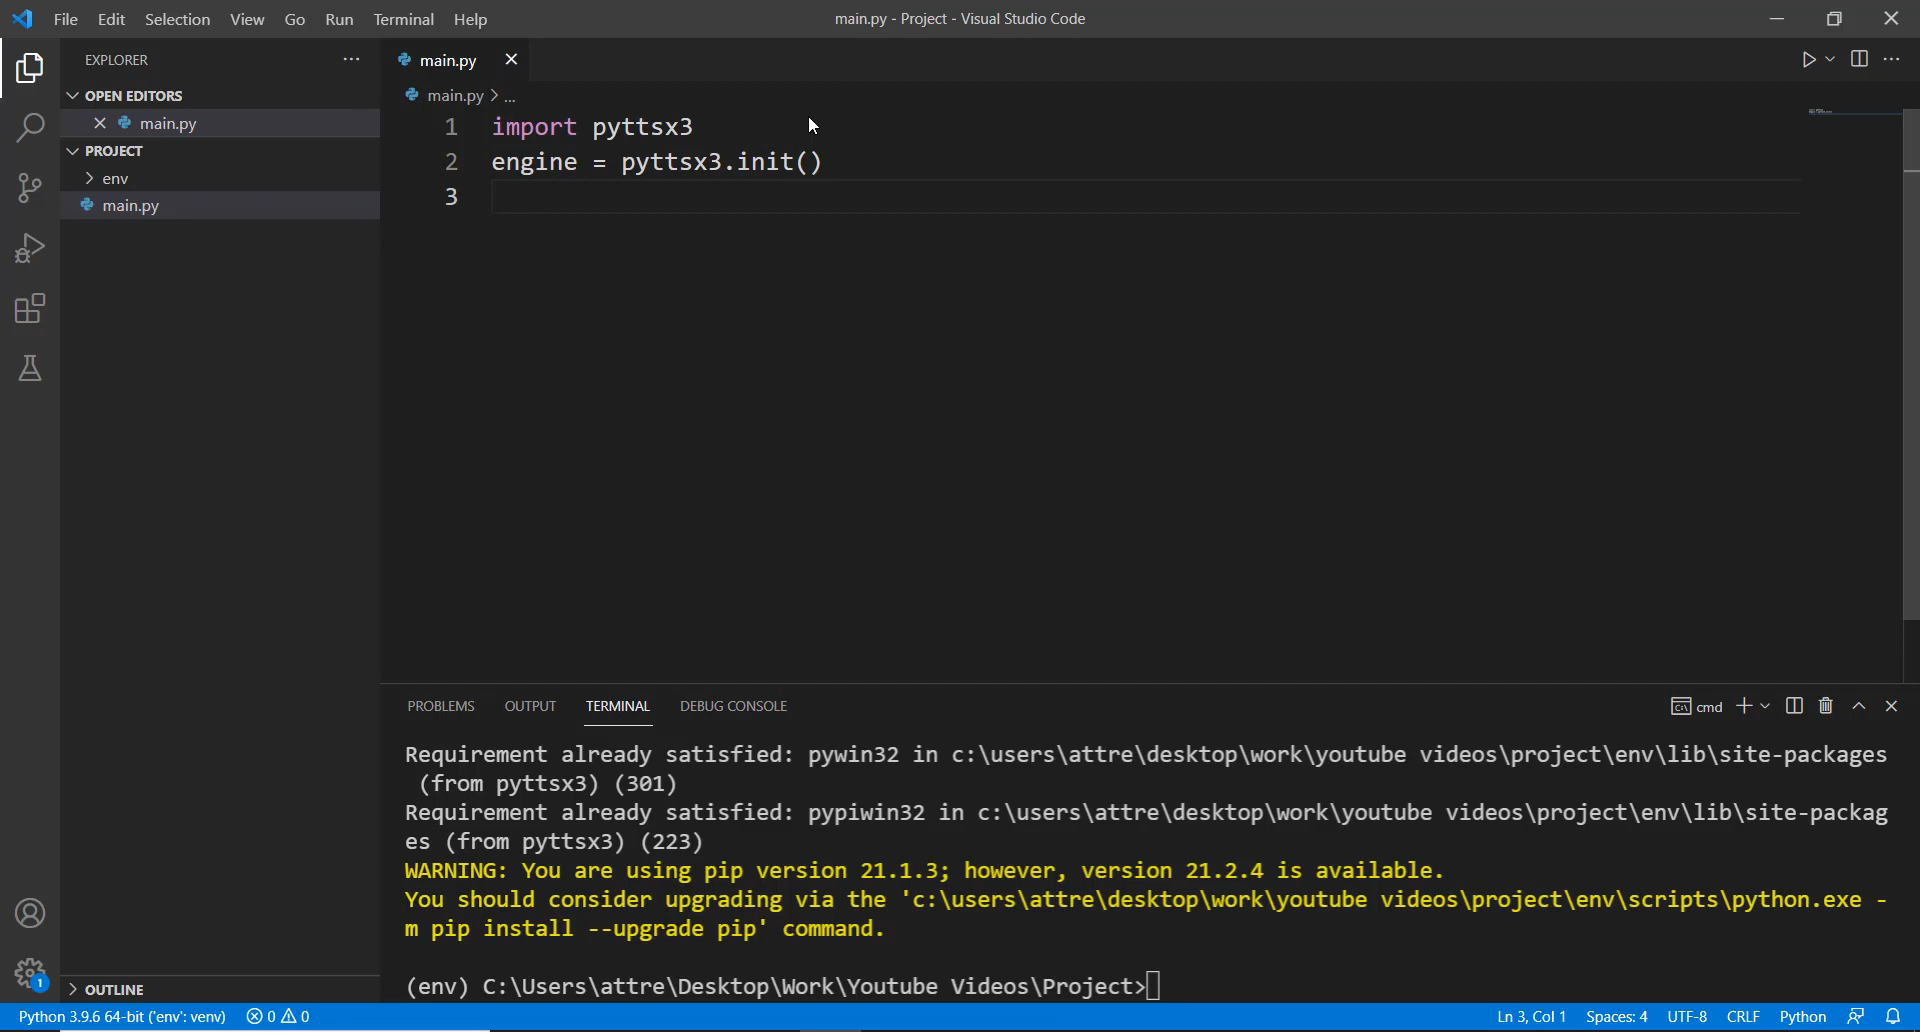 File Edit Selection View Go Run Terminal Help
main.py - Project - Visual Studio Code
EXPLORER
OPEN EDITORS
main.py
PROJECT
env
main.py
OUTLINE
1
main.py
main.py > ...
1 import pyttsx3
2 engine = pyttsx3.init()
3
PROBLEMS OUTPUT TERMINAL DEBUG CONSOLE
cmd
Requirement already satisfied: pywin32 in c:\users\attre\desktop\work\youtube videos\project\env\lib\site-packages
(from pyttsx3) (301)
Requirement already satisfied: pypiwin32 in c:\users\attre\desktop\work\youtube videos\project\env\lib\site-packag
es (from pyttsx3) (223)
WARNING: You are using pip version 21.1.3; however, version 21.2.4 is available.
You should consider upgrading via the 'c:\users\attre\desktop\work\youtube videos\project\env\scripts\python.exe -
m pip install --upgrade pip' command.
(env) C:\Users\attre\Desktop\Work\Youtube Videos\Project>
Python 3.9.6 64-bit ('env': venv) 0 0 Ln 3, Col 1 Spaces: 4 UTF-8 CRLF Python